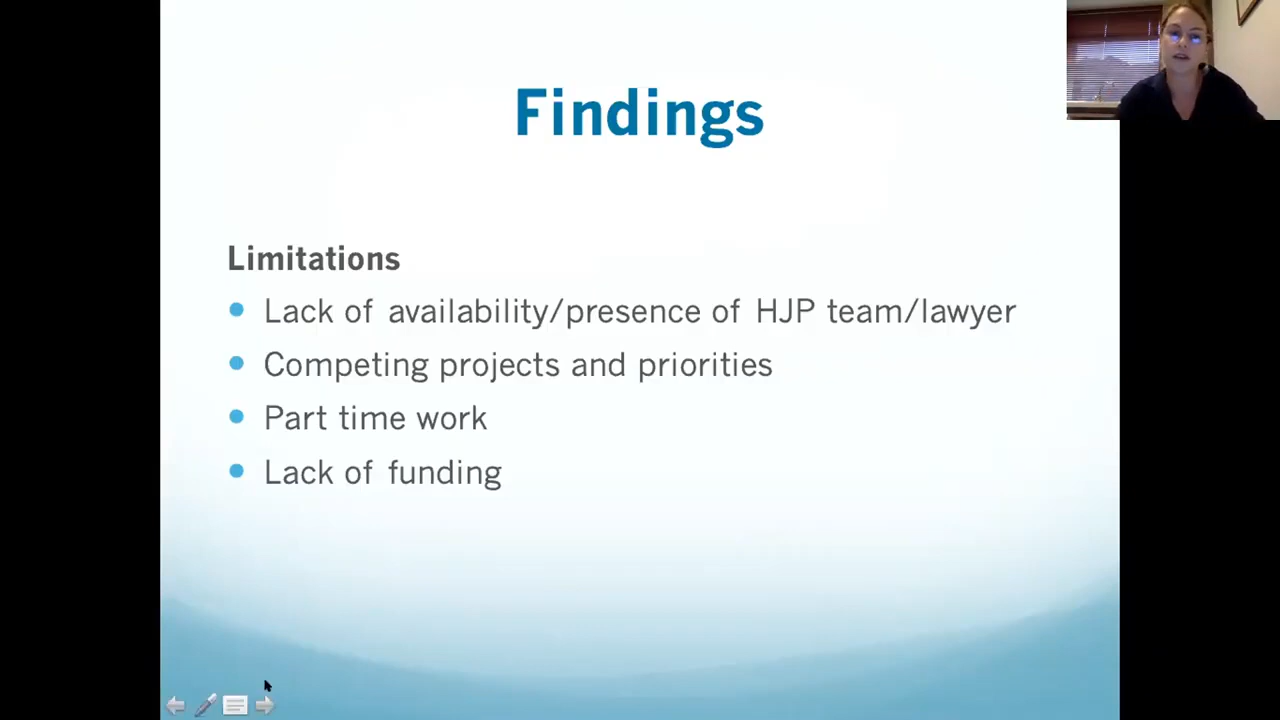 Findings
Limitations
Lack of availability/presence of HJP team/lawyer
Competing projects and priorities
Part time work
Lack of funding